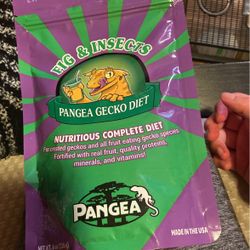 FIG & INSECTS
PANGEA GECKO DIET
NUTRITIOUS COMPLETE DIET
For crested geckos and all fruit eating gecko species
Fortified with real fruit, quality proteins,
minerals, and vitamins!
PANGEA
MADE IN THE USA